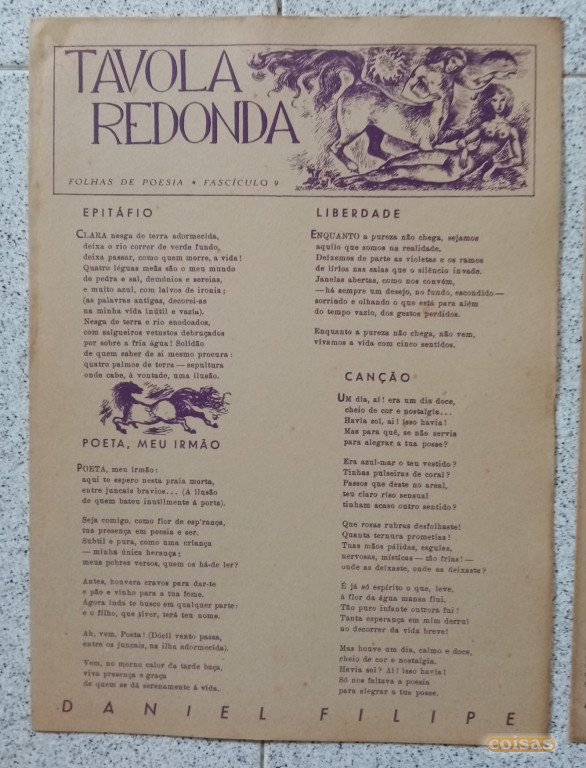 TAVOLA
REDONDA
FOLHAS DE POESIA • FASCÍCULO 9
EPITÁFIO
CLARA nesga de terra adormecida,
deixa o rio correr de verde fundo,
deixa passar, como quem morre, a vida!
Quatro léguas meãs são o meu mundo
de pedra e sal, demónios e sereias,
e muito azul, com laivos de ironia;
(as palavras antigas, decorei-as
na minha vida inútil e vazia).
Nesga de terra e rio enodoados,
com salgueiros vetustos debruçados
por sobre a fria água! Solidão
de quem saber de si mesmo procura:
quatro palmos de terra — sepultura
onde cabe, à vontade, uma ilusão.
POETA, MEU IRMÃO
POETA, meu irmão:
aqui te espero nesta praia morta,
entre juncais bravios... (A ilusão
de quem bateu inutilmente à porta).
Seja comigo, como flor de esp'rança,
tua presença em poesia e ser.
Subtil e pura, como uma criança
— minha única herança;
meus pobres versos, quem os há-de ler?
Antes, houvera cravos para dar-te
e pão e vinho para a tua fome.
Agora inda te busco em qualquer parte:
e o filho, que tiver, terá teu nome.
Ah, vem, Poeta! (Dócil vento passa,
entre os juncais, na ilha adormecida).
Vem, no morno calor da tarde baça,
viva presença e graça
de quem se dá serenamente à vida.
LIBERDADE
ENQUANTO a pureza não chega, sejamos
aquilo que somos na realidade.
Deixemos de parte as violetas e os ramos
de lírios nas salas que o silêncio invade.
Janelas abertas, como nos convém,
— há sempre um desejo, no fundo, escondido —
sorrindo e olhando o que está para além
do tempo vazio, dos gestos perdidos.
Enquanto a pureza não chega, não vem,
vivamos a vida com cinco sentidos.
CANÇÃO
UM dia, ai! era um dia doce,
cheio de cor e nostalgia...
Havia sol, ai! isso havia!
Mas para quê, se não servia
para alegrar a tua posse?
Era azul-mar o teu vestido?
Tinhas pulseiras de coral?
Passos que deste no areal,
teu claro riso sensual
tinham acaso outro sentido?
Que rosas rubras desfolhaste!
Quanta ternura prometias!
Tuas mãos pálidas, esguias,
nervosas, místicas — tão frias! —
onde as deixaste, onde as deixaste?
É já só espírito o que, leve,
à flor da água mansa flui.
Tão puro infante outrora fui!
Tanta esperança em mim derrui
no decorrer da vida breve!
Mas houve um dia, calmo e doce,
cheio de cor e nostalgia.
Havia sol? Ai! isso havia!
Só nos faltava a poesia
para alegrar a tua posse.
DANIEL FILIPE
coisas